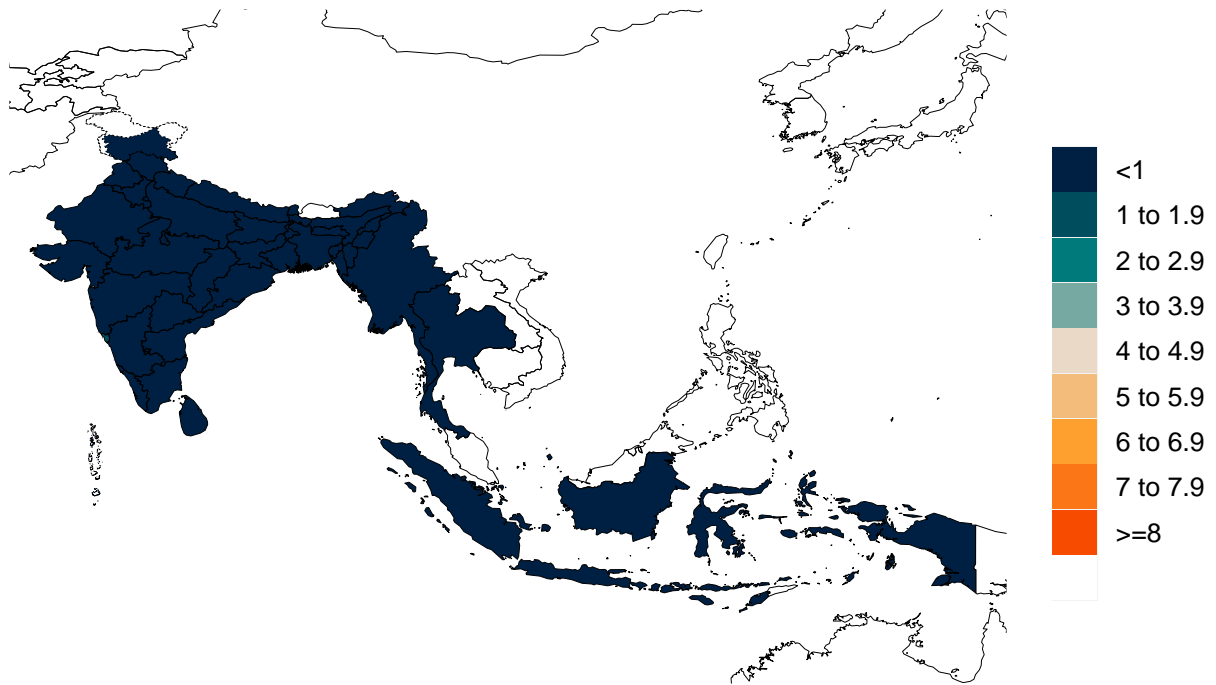 <1
1 to 1.9
2 to 2.9
3 to 3.9
4 to 4.9
5 to 5.9
6 to 6.9
7 to 7.9
>=8